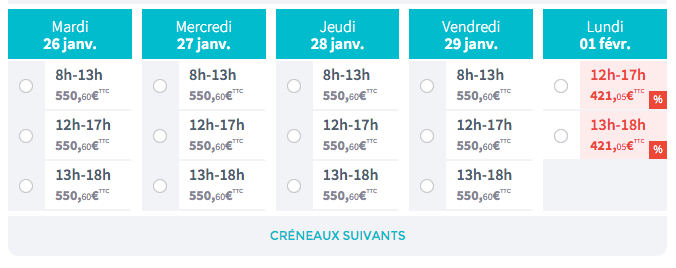 Mardi
26 janv.
Mercredi
27 janv.
Jeudi
28 janv.
Vendredi
29 janv.
Lundi
01 févr.
8h-13h
550,60€TTC
8h-13h
550,60€TTC
8h-13h
550,60€TTC
8h-13h
550,60€TTC
12h-17h
421,05€TTC
%
12h-17h
550,60€TTC
12h-17h
550,60€TTC
12h-17h
550,60€TTC
12h-17h
550,60€TTC
13h-18h
421,05€TTC
%
13h-18h
550,60€TTC
13h-18h
550,60€TTC
13h-18h
550,60€TTC
13h-18h
550,60€TTC
CRÉNEAUX SUIVANTS